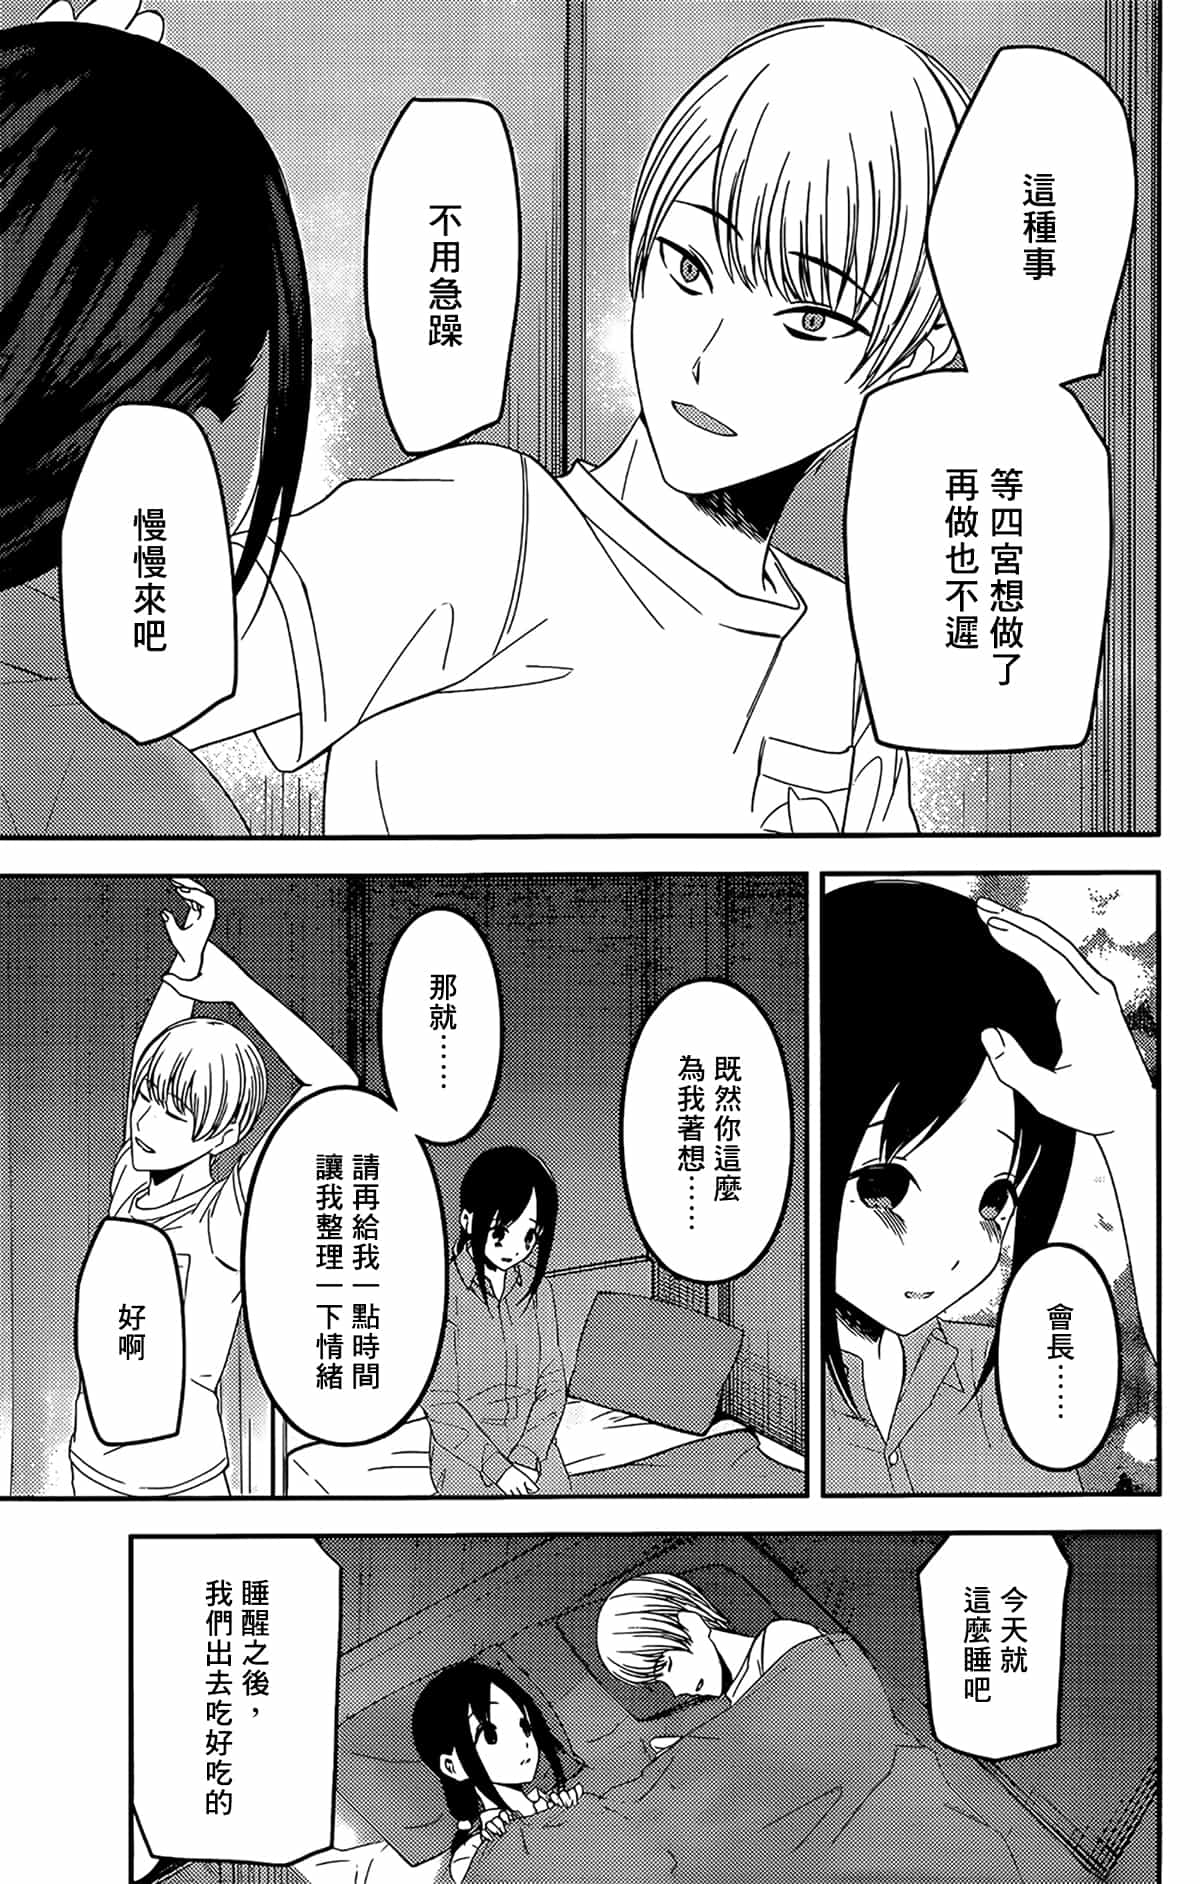 這種事
等四宮想做了
再做也不遲
不用急躁
慢慢來吧
會長⋯⋯
既然你這麼
為我著想⋯⋯
那就⋯⋯
請再給我一點時間
讓我整理一下情緒
好啊
今天就
這麼睡吧
睡醒之後，
我們出去吃好吃的